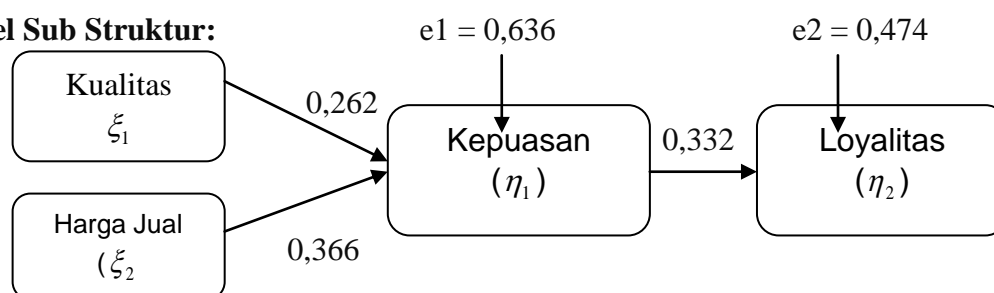 el Sub Struktur:
e1 = 0,636
e2 = 0,474
Kualitas
ξ₁
0,262
Kepuasan
(η₁)
0,332
Loyalitas
(η₂)
Harga Jual
(ξ₂
0,366